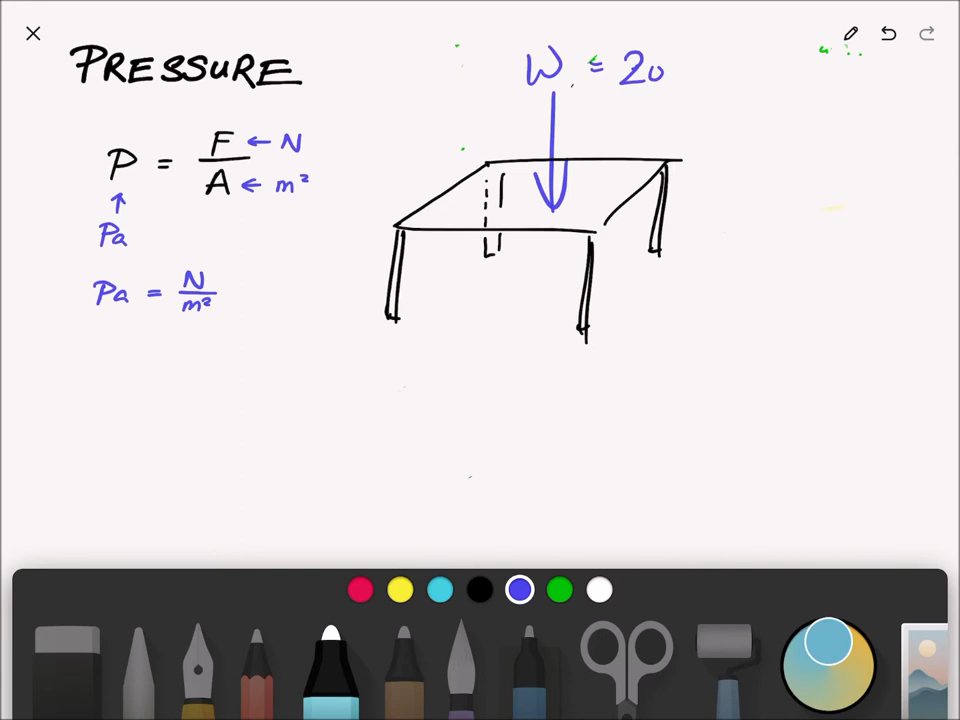 PRESSURE
W = 20
P = F / A
← N
← m²
↑
Pa
Pa = N / m²